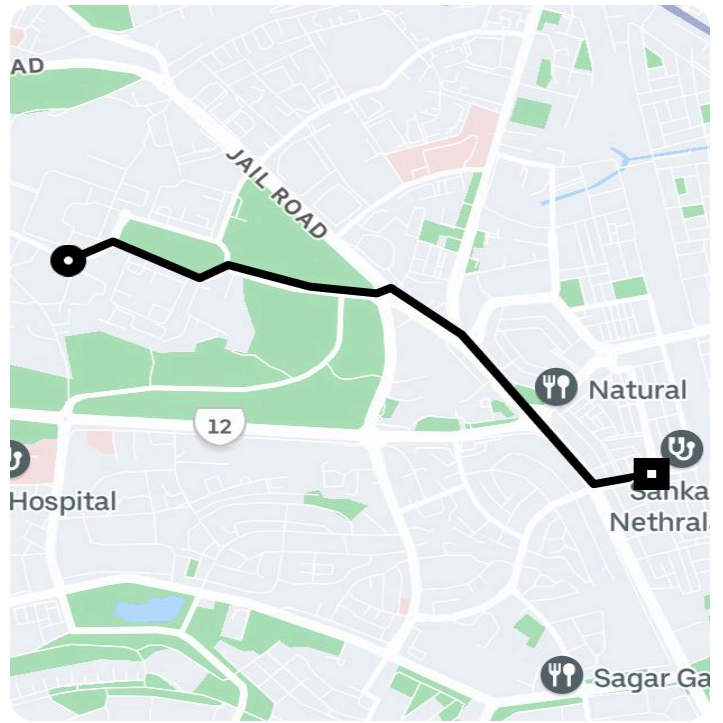 AD
JAIL ROAD
Natural
12
Hospital
Sanka
Nethral
Sagar Ga